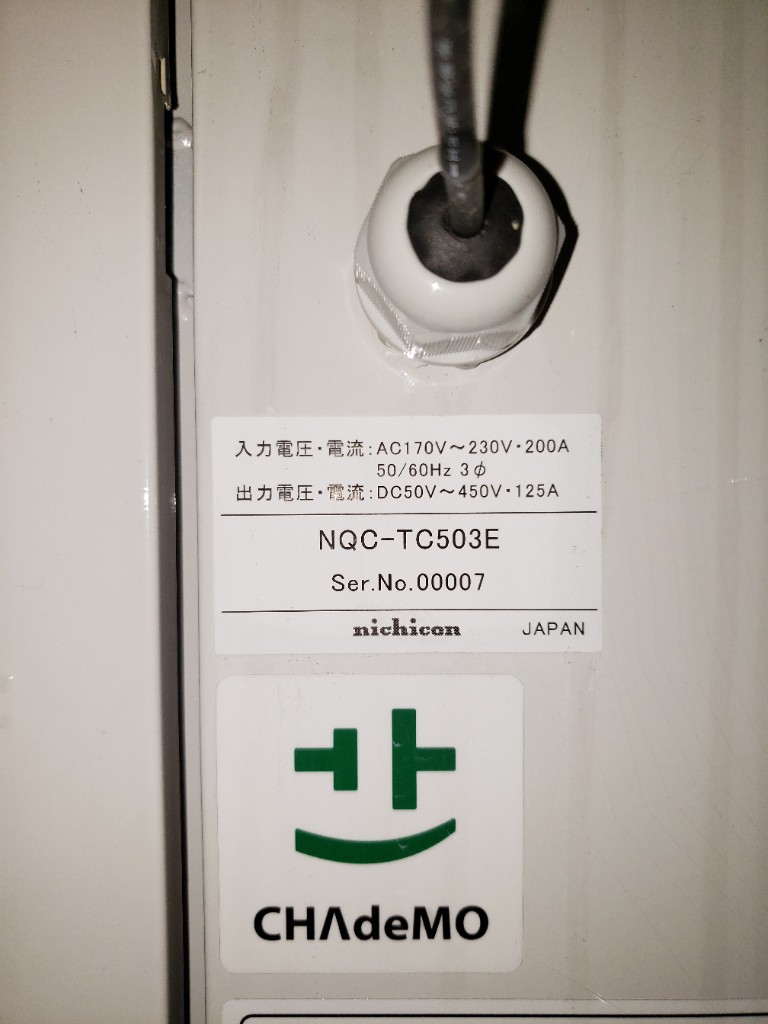 入力電圧・電流:AC170V～230V・200A
50/60Hz 3φ
出力電圧・電流:DC50V～450V・125A
NQC-TC503E
Ser.No.00007
nichicon JAPAN
CHAdeMO